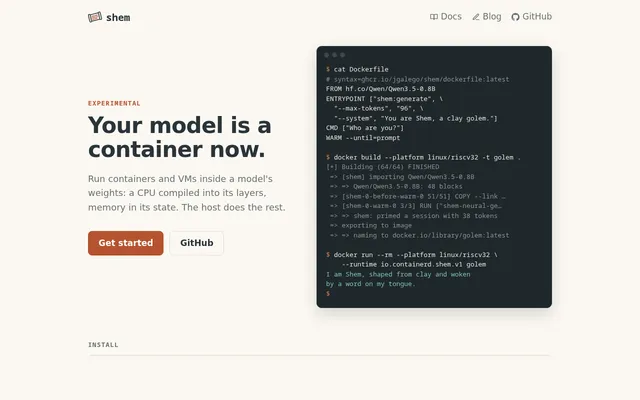 shem
Docs
Blog
GitHub
EXPERIMENTAL
Your model is a
container now.
Run containers and VMs inside a model's
weights: a CPU compiled into its layers,
memory in its state. The host does the rest.
Get started
GitHub
$ cat Dockerfile
# syntax=ghcr.io/jgalego/shem/dockerfile:latest
FROM hf.co/Qwen/Qwen3.5-0.8B
ENTRYPOINT ["shem:generate", \
"--max-tokens", "96", \
"--system", "You are Shem, a clay golem."]
CMD ["Who are you?"]
WARM --until=prompt
$ docker build --platform linux/riscv32 -t golem .
[+] Building (64/64) FINISHED
=> [shem] importing Qwen/Qwen3.5-0.8B
=> => Qwen/Qwen3.5-0.8B: 48 blocks
=> [shem-0-before-warm-0 51/51] COPY --link …
=> [shem-0-warm-0 3/3] RUN ["shem-neural-ge…
=> => shem: primed a session with 38 tokens
=> exporting to image
=> => naming to docker.io/library/golem:latest
$ docker run --rm --platform linux/riscv32 \
--runtime io.containerd.shem.v1 golem
I am Shem, shaped from clay and woken
by a word on my tongue.
$
INSTALL